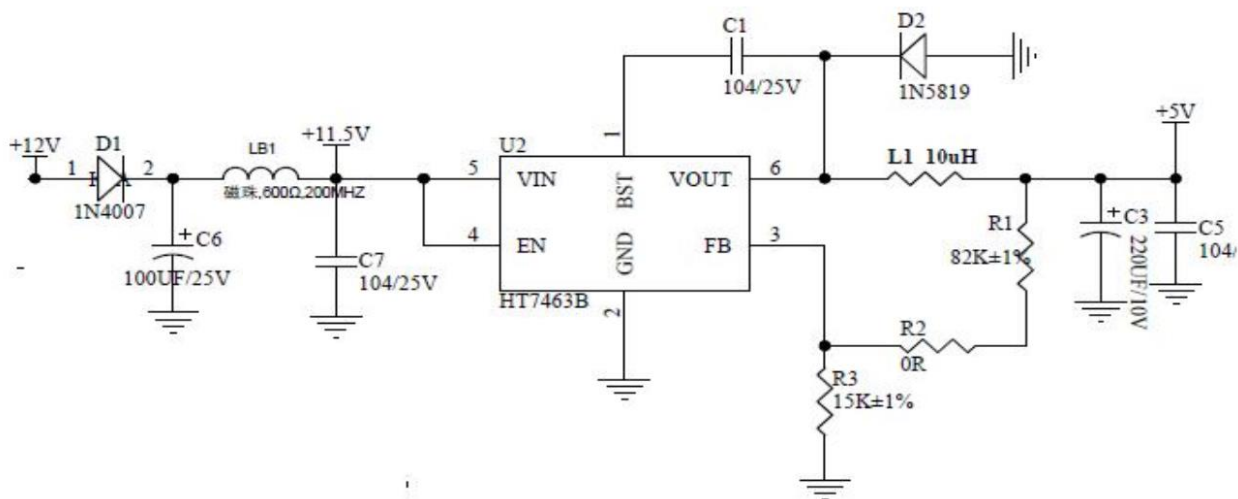 C1
104/25V
D2
1N5819
+12V
1
D1
2
1N4007
LB1
磁珠,600Ω,200MHZ
+11.5V
U2
1
5
VIN
BST
VOUT
6
4
EN
GND
FB
3
HT7463B
2
L1 10uH
+5V
C6
100UF/25V
C7
104/25V
R1
82K±1%
C3
220UF/10V
C5
104/
R2
0R
R3
15K±1%